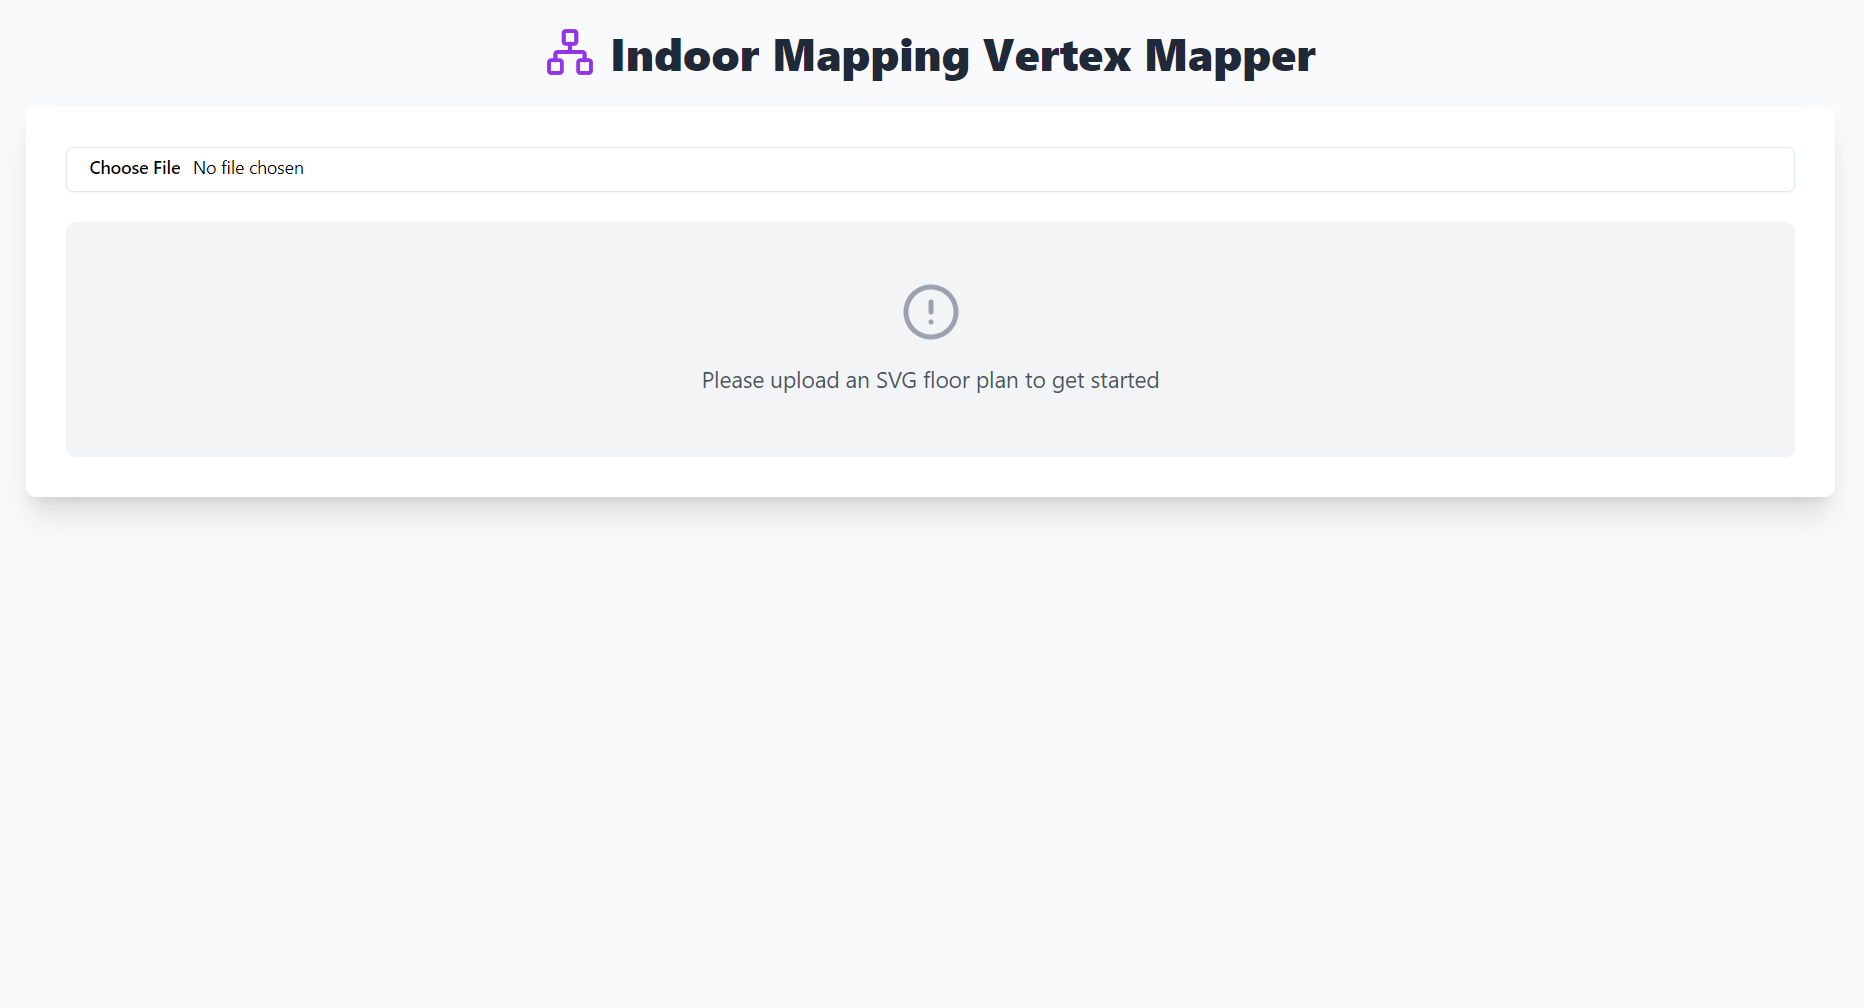 Indoor Mapping Vertex Mapper
Choose File No file chosen
Please upload an SVG floor plan to get started